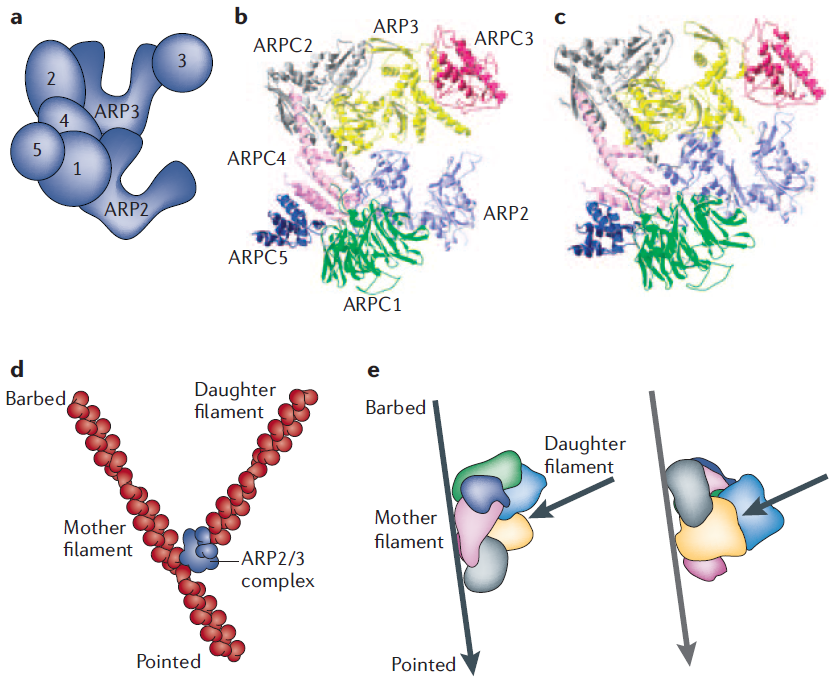 a
2
3
4
ARP3
5
1
ARP2
b
ARPC2
ARP3
ARPC3
ARPC4
ARP2
ARPC5
ARPC1
c
d
Barbed
Daughter
filament
Mother
filament
ARP2/3
complex
Pointed
e
Barbed
Daughter
filament
Mother
filament
Pointed